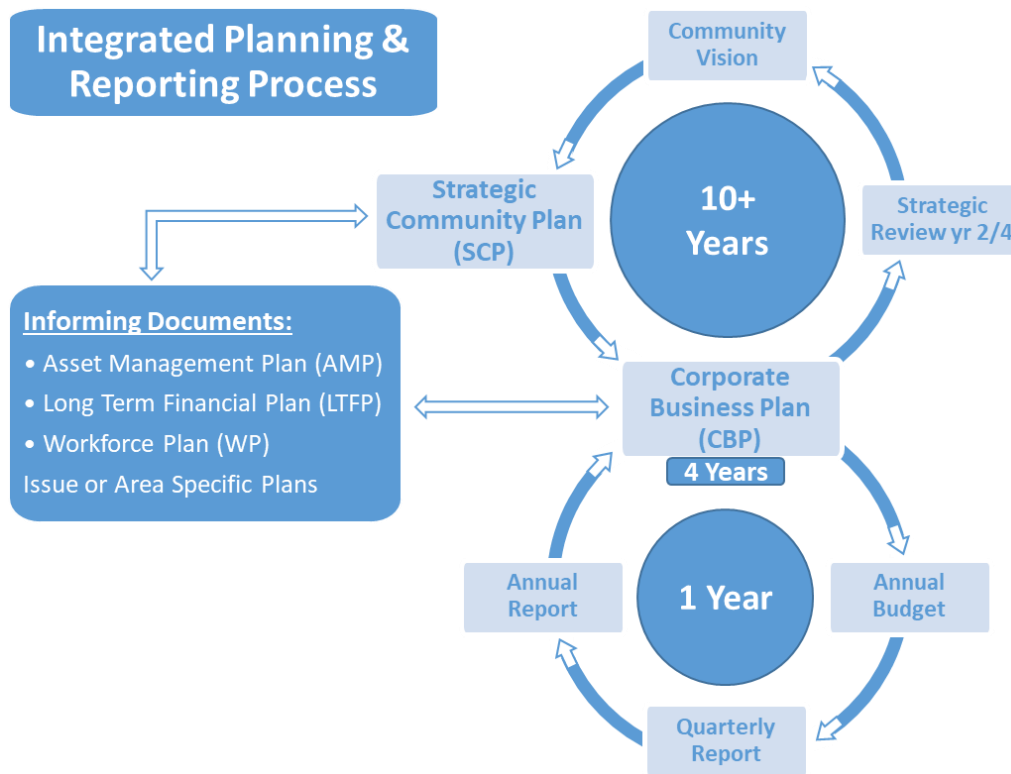 Integrated Planning &
Reporting Process
Community
Vision
10+
Years
Strategic
Community Plan
(SCP)
Strategic
Review yr 2/4
Informing Documents:
• Asset Management Plan (AMP)
• Long Term Financial Plan (LTFP)
• Workforce Plan (WP)
Issue or Area Specific Plans
Corporate
Business Plan
(CBP)
4 Years
Annual
Report
1 Year
Annual
Budget
Quarterly
Report